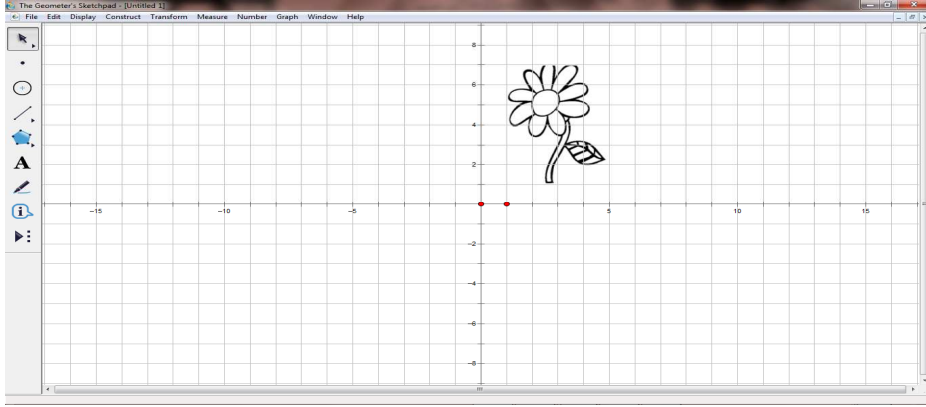 The Geometer's Sketchpad - [Untitled 1]
File Edit Display Construct Transform Measure Number Graph Window Help
8
6
4
2
−15 −10 −5 5 10 15
−2
−4
−6
−8
A